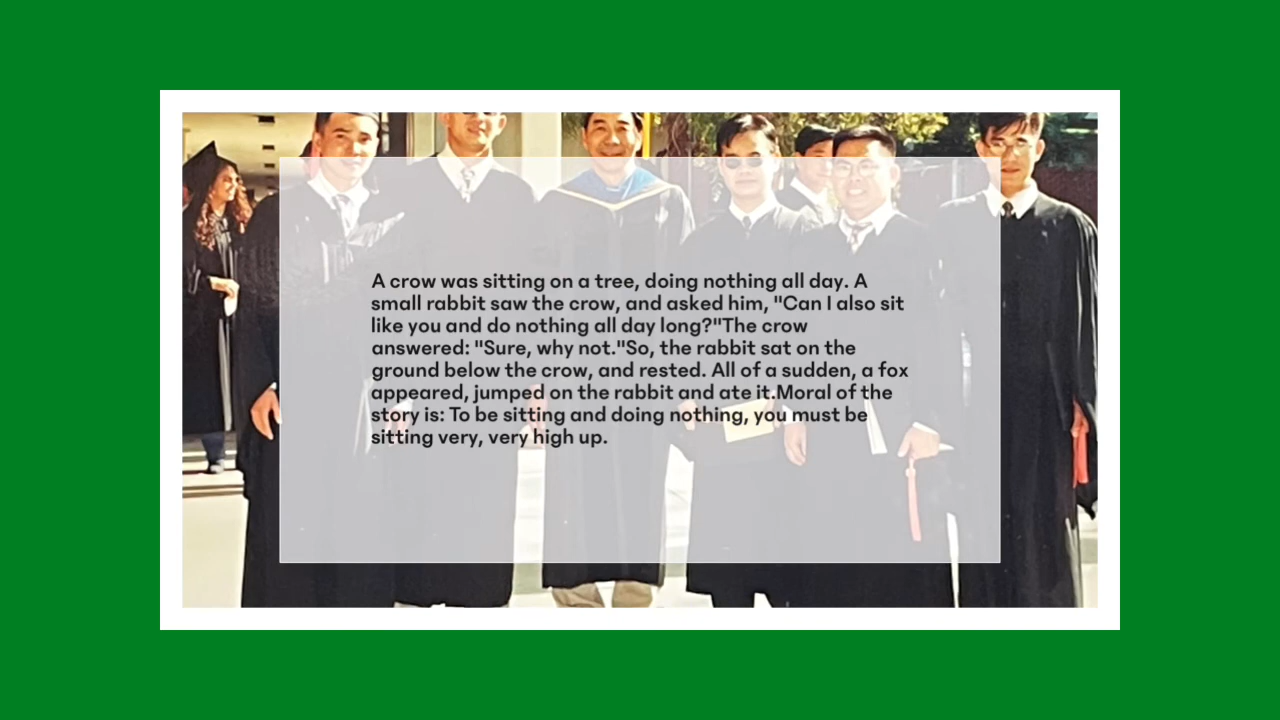 A crow was sitting on a tree, doing nothing all day. A
small rabbit saw the crow, and asked him, "Can I also sit
like you and do nothing all day long?"The crow
answered: "Sure, why not."So, the rabbit sat on the
ground below the crow, and rested. All of a sudden, a fox
appeared, jumped on the rabbit and ate it.Moral of the
story is: To be sitting and doing nothing, you must be
sitting very, very high up.